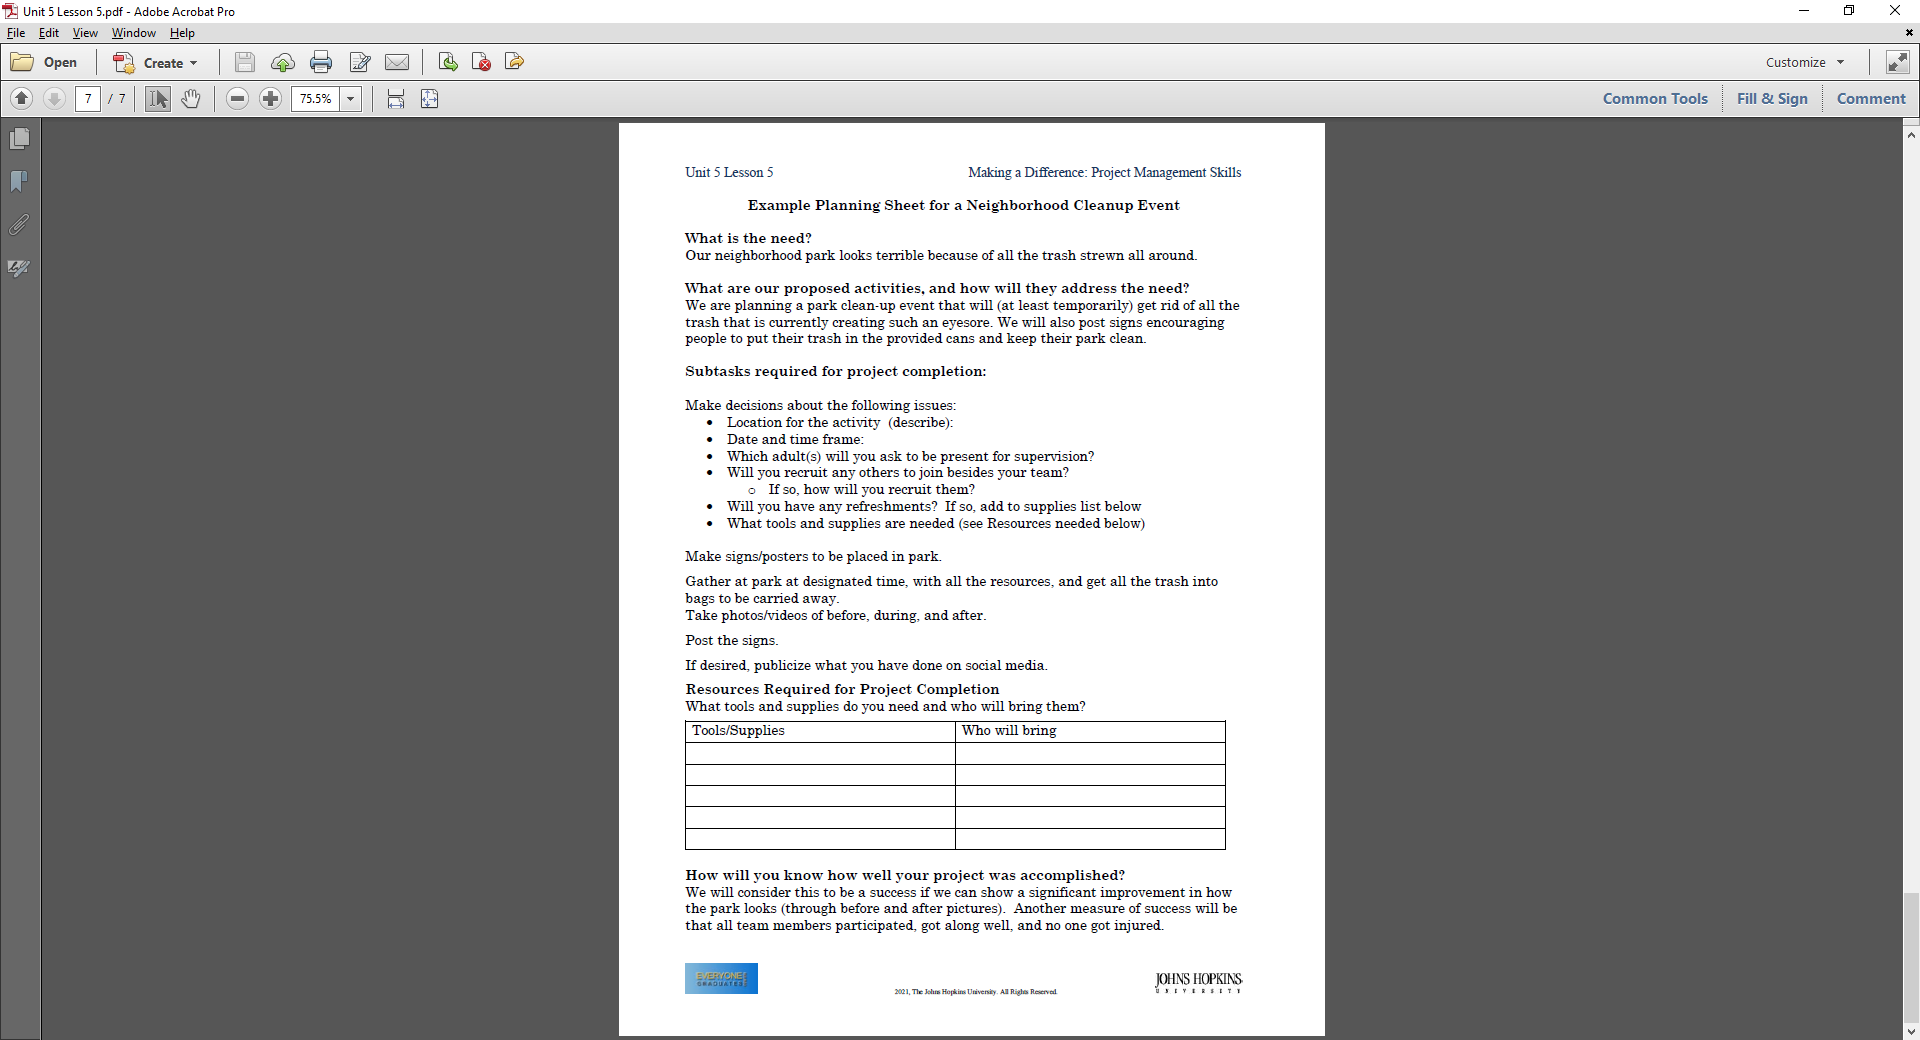 Unit 5 Lesson 5.pdf - Adobe Acrobat Pro
File Edit View Window Help
Open Create Customize
7 / 7 75.5% Common Tools Fill & Sign Comment
Unit 5 Lesson 5 Making a Difference: Project Management Skills
Example Planning Sheet for a Neighborhood Cleanup Event
What is the need?
Our neighborhood park looks terrible because of all the trash strewn all around.
What are our proposed activities, and how will they address the need?
We are planning a park clean-up event that will (at least temporarily) get rid of all the
trash that is currently creating such an eyesore. We will also post signs encouraging
people to put their trash in the provided cans and keep their park clean.
Subtasks required for project completion:
Make decisions about the following issues:
• Location for the activity (describe):
• Date and time frame:
• Which adult(s) will you ask to be present for supervision?
• Will you recruit any others to join besides your team?
o If so, how will you recruit them?
• Will you have any refreshments? If so, add to supplies list below
• What tools and supplies are needed (see Resources needed below)
Make signs/posters to be placed in park.
Gather at park at designated time, with all the resources, and get all the trash into
bags to be carried away.
Take photos/videos of before, during, and after.
Post the signs.
If desired, publicize what you have done on social media.
Resources Required for Project Completion
What tools and supplies do you need and who will bring them?
Tools/Supplies Who will bring
How will you know how well your project was accomplished?
We will consider this to be a success if we can show a significant improvement in how
the park looks (through before and after pictures). Another measure of success will be
that all team members participated, got along well, and no one got injured.
EVERYONE
GRADUATES
2021, The Johns Hopkins University. All Rights Reserved.
JOHNS HOPKINS
UNIVERSITY